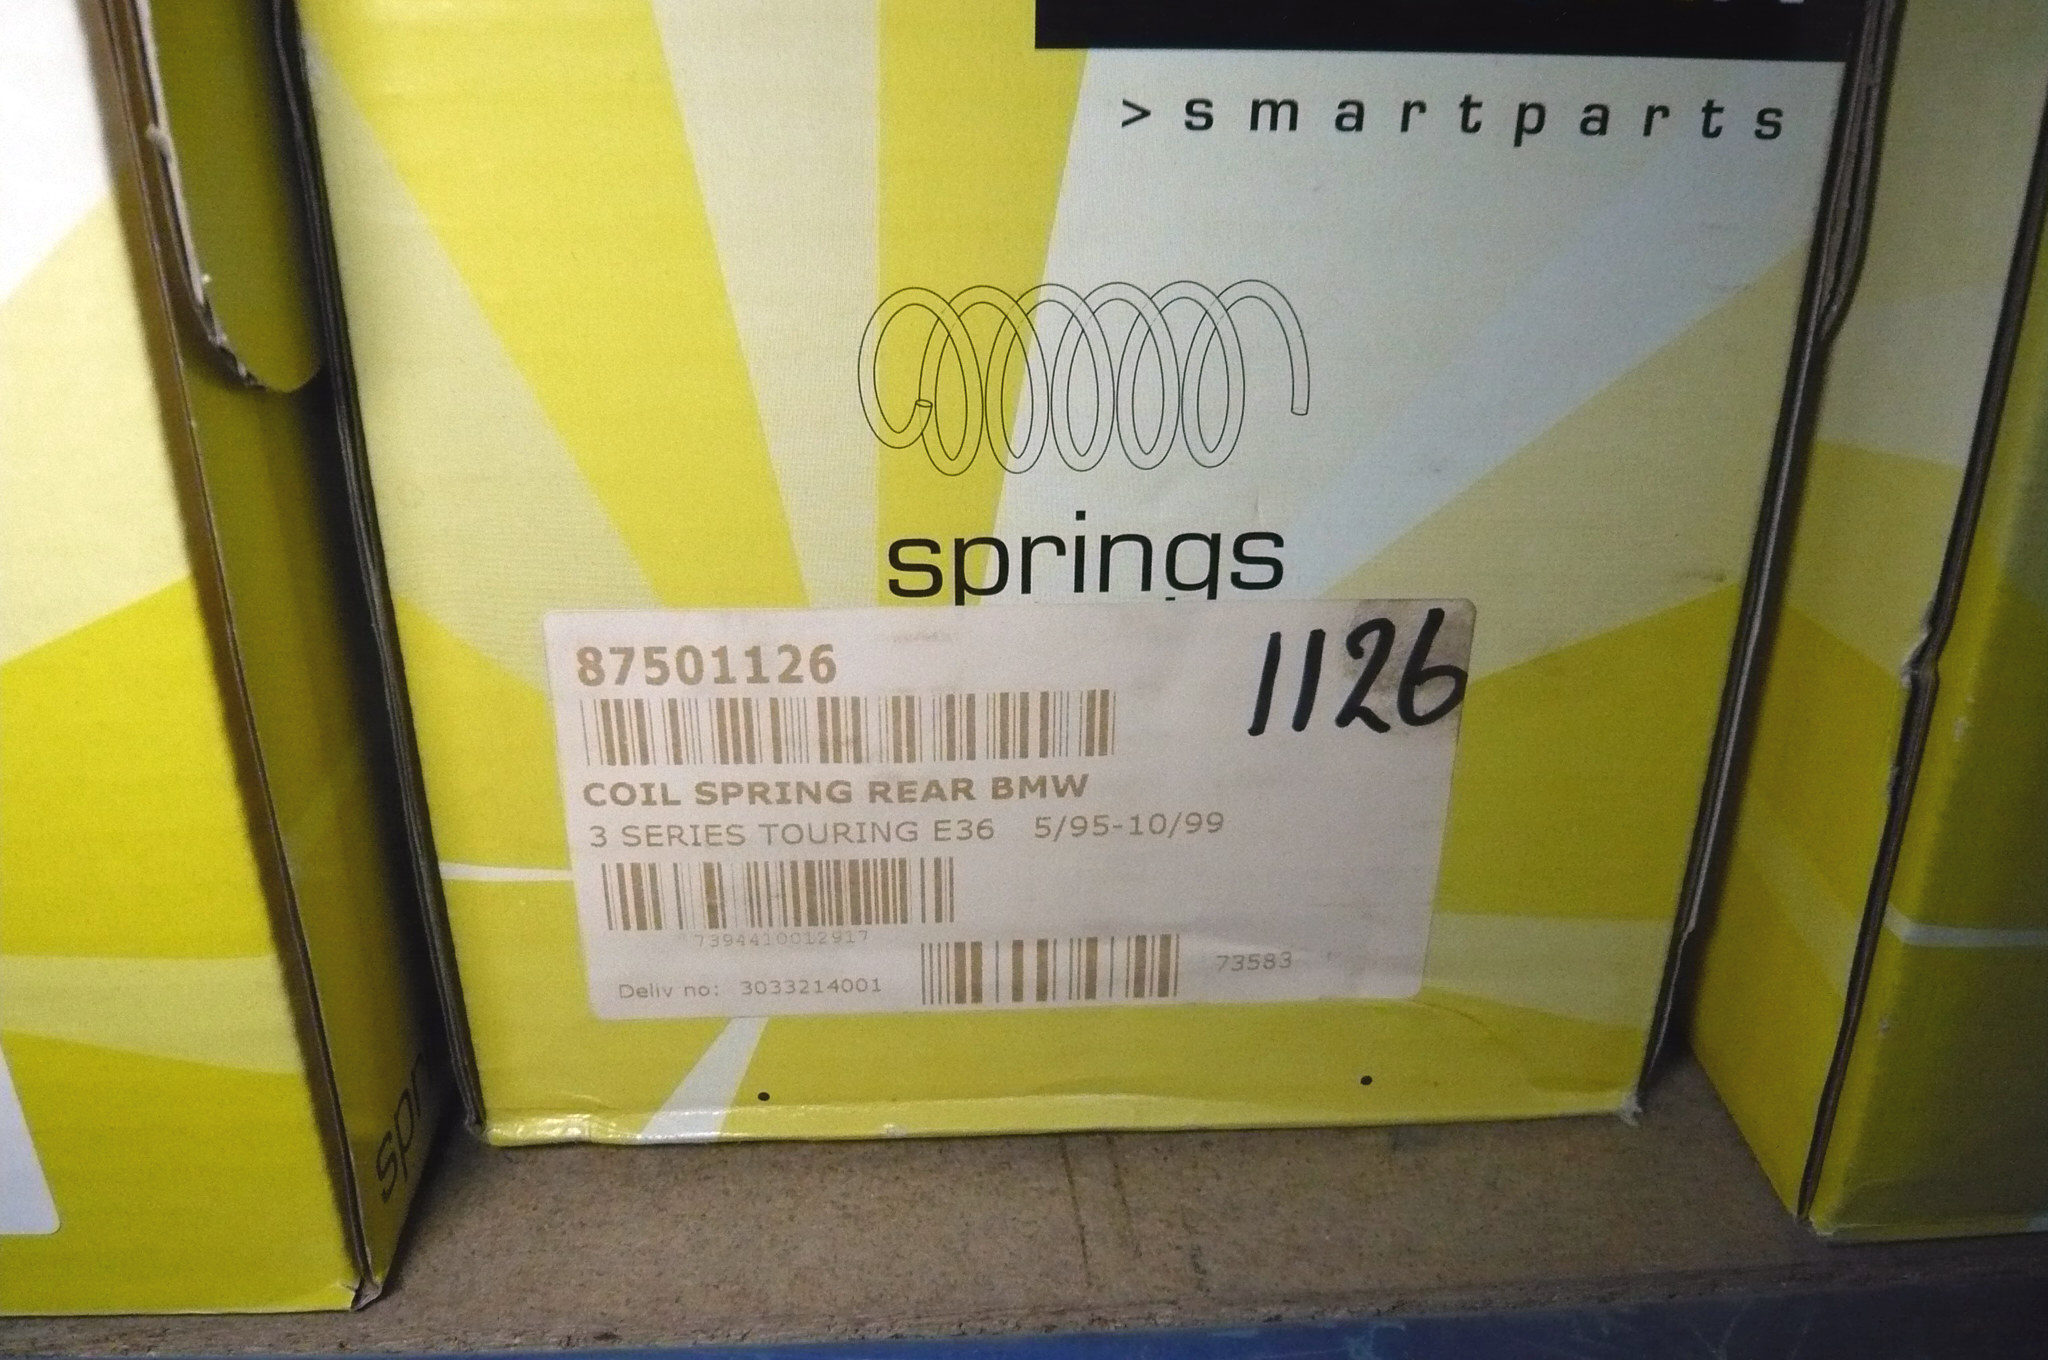 > smartparts
springs
87501126
1126
COIL SPRING REAR BMW
3 SERIES TOURING E36 5/95-10/99
7394410012917
Deliv no: 3033214001
73583
spr